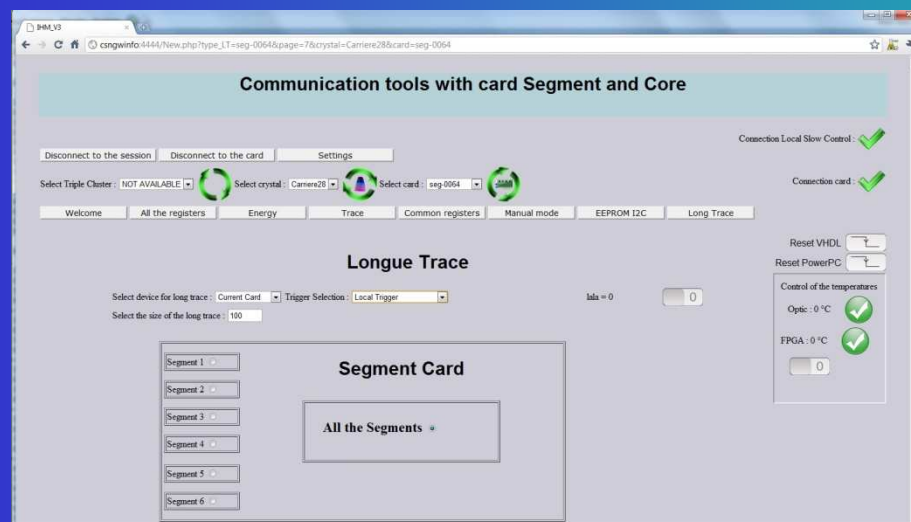 IHM_V3
csngwinfo:4444/New.php?type_LT=seg-0064&page=7&crystal=Carriere28&card=seg-0064
Communication tools with card Segment and Core
Connection Local Slow Control :
Disconnect to the session Disconnect to the card Settings
Select Triple Cluster : NOT AVAILABLE Select crystal : Carriere28 Select card : seg-0064 Connection card :
Welcome All the registers Energy Trace Common registers Manual mode EEPROM I2C Long Trace
Reset VHDL
Longue Trace
Reset PowerPC
Control of the temperatures
Select device for long trace : Current Card Trigger Selection : Local Trigger lala = 0 0
Optic : 0 °C
Select the size of the long trace : 100
FPGA : 0 °C
0
Segment 1
Segment Card
Segment 2
Segment 3
All the Segments
Segment 4
Segment 5
Segment 6